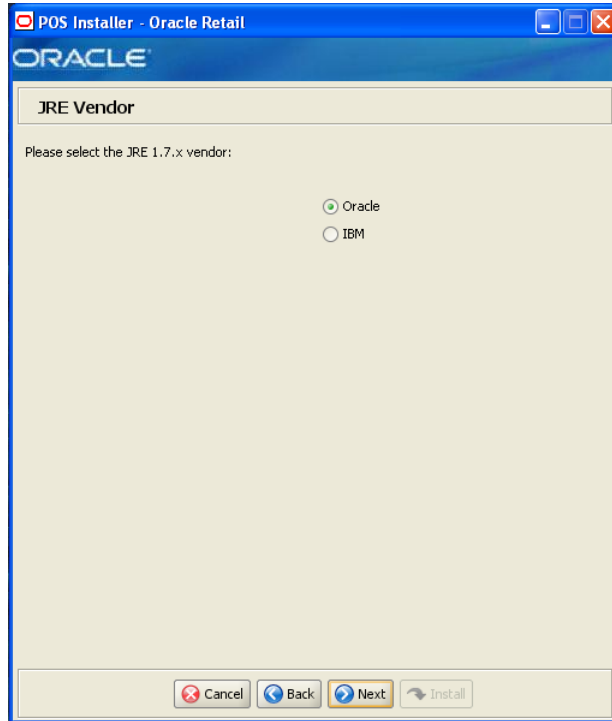 POS Installer - Oracle Retail
ORACLE
JRE Vendor
Please select the JRE 1.7.x vendor:
Oracle
IBM
Cancel Back Next Install